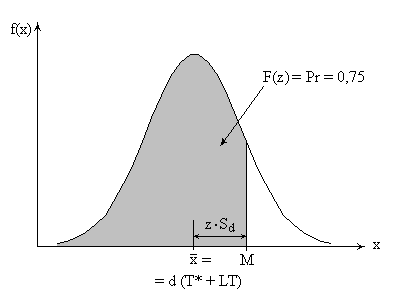 f(x)
F(z) = Pr = 0,75
z · S_d
x
x̅ =
M
= d (T* + LT)